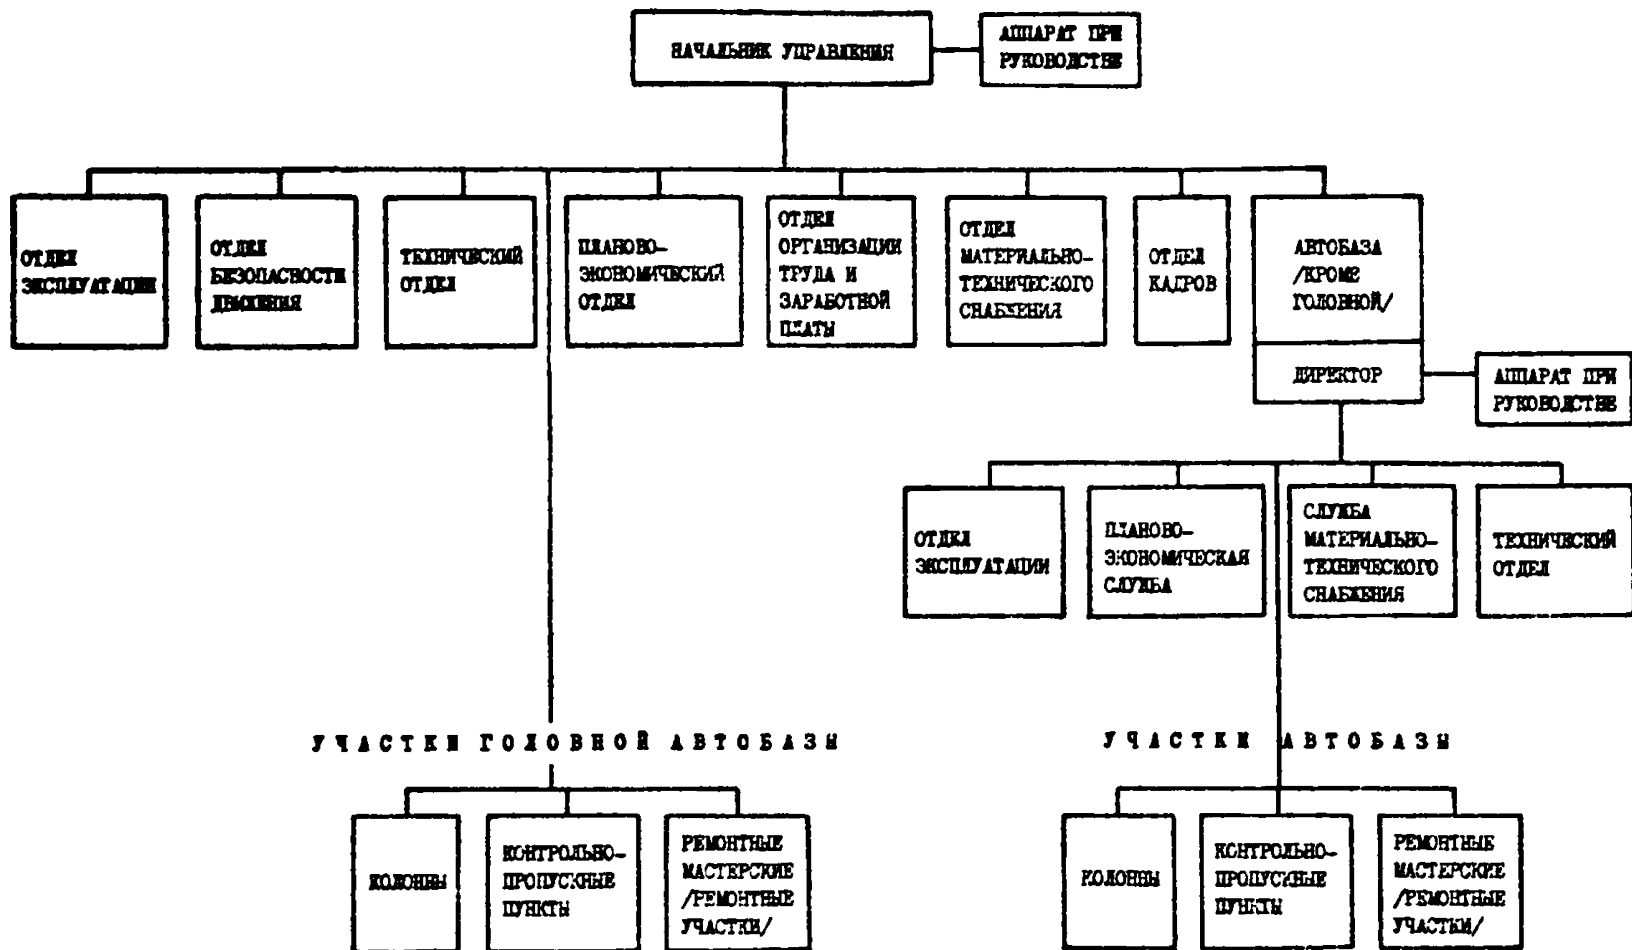 НАЧАЛЬНИК УПРАВЛЕНИЯ
АППАРАТ ПРИ
РУКОВОДСТВЕ
ОТДЕЛ
ЭКСПЛУАТАЦИИ
ОТДЕЛ
БЕЗОПАСНОСТИ
ДВИЖЕНИЯ
ТЕХНИЧЕСКИЙ
ОТДЕЛ
ПЛАНОВО-
ЭКОНОМИЧЕСКИЙ
ОТДЕЛ
ОТДЕЛ
ОРГАНИЗАЦИИ
ТРУДА И
ЗАРАБОТНОЙ
ПЛАТЫ
ОТДЕЛ
МАТЕРИАЛЬНО-
ТЕХНИЧЕСКОГО
СНАБЖЕНИЯ
ОТДЕЛ
КАДРОВ
АВТОБАЗА
/КРОМЕ
ГОЛОВНОЙ/
ДИРЕКТОР
АППАРАТ ПРИ
РУКОВОДСТВЕ
ОТДЕЛ
ЭКСПЛУАТАЦИИ
ПЛАНОВО-
ЭКОНОМИЧЕСКАЯ
СЛУЖБА
СЛУЖБА
МАТЕРИАЛЬНО-
ТЕХНИЧЕСКОГО
СНАБЖЕНИЯ
ТЕХНИЧЕСКИЙ
ОТДЕЛ
УЧАСТКИ ГОЛОВНОЙ АВТОБАЗЫ
КОЛОННЫ
КОНТРОЛЬНО-
ПРОПУСКНЫЕ
ПУНКТЫ
РЕМОНТНЫЕ
МАСТЕРСКИЕ
/РЕМОНТНЫЕ
УЧАСТКИ/
УЧАСТКИ АВТОБАЗЫ
КОЛОННЫ
КОНТРОЛЬНО-
ПРОПУСКНЫЕ
ПУНКТЫ
РЕМОНТНЫЕ
МАСТЕРСКИЕ
/РЕМОНТНЫЕ
УЧАСТКИ/